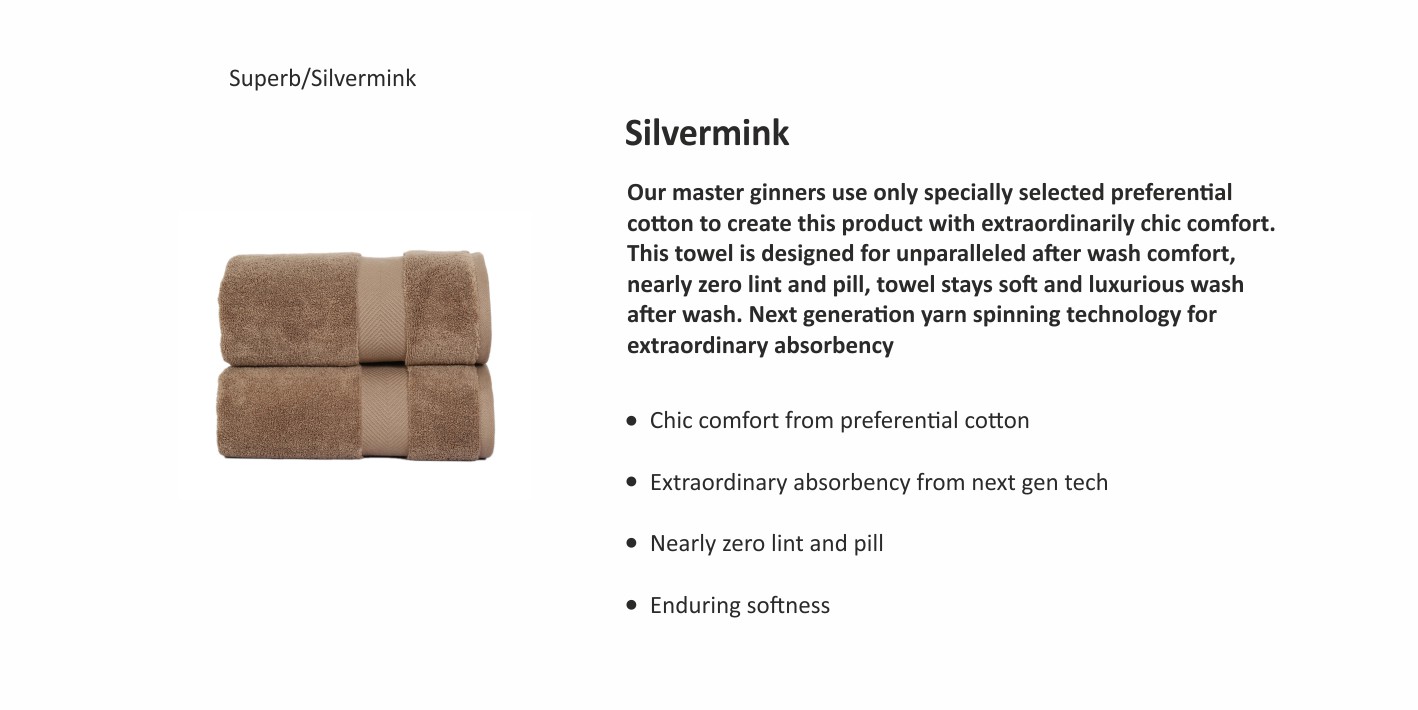 Superb/Silvermink
Silvermink
Our master ginners use only specially selected preferential
cotton to create this product with extraordinarily chic comfort.
This towel is designed for unparalleled after wash comfort,
nearly zero lint and pill, towel stays soft and luxurious wash
after wash. Next generation yarn spinning technology for
extraordinary absorbency
• Chic comfort from preferential cotton
• Extraordinary absorbency from next gen tech
• Nearly zero lint and pill
• Enduring softness